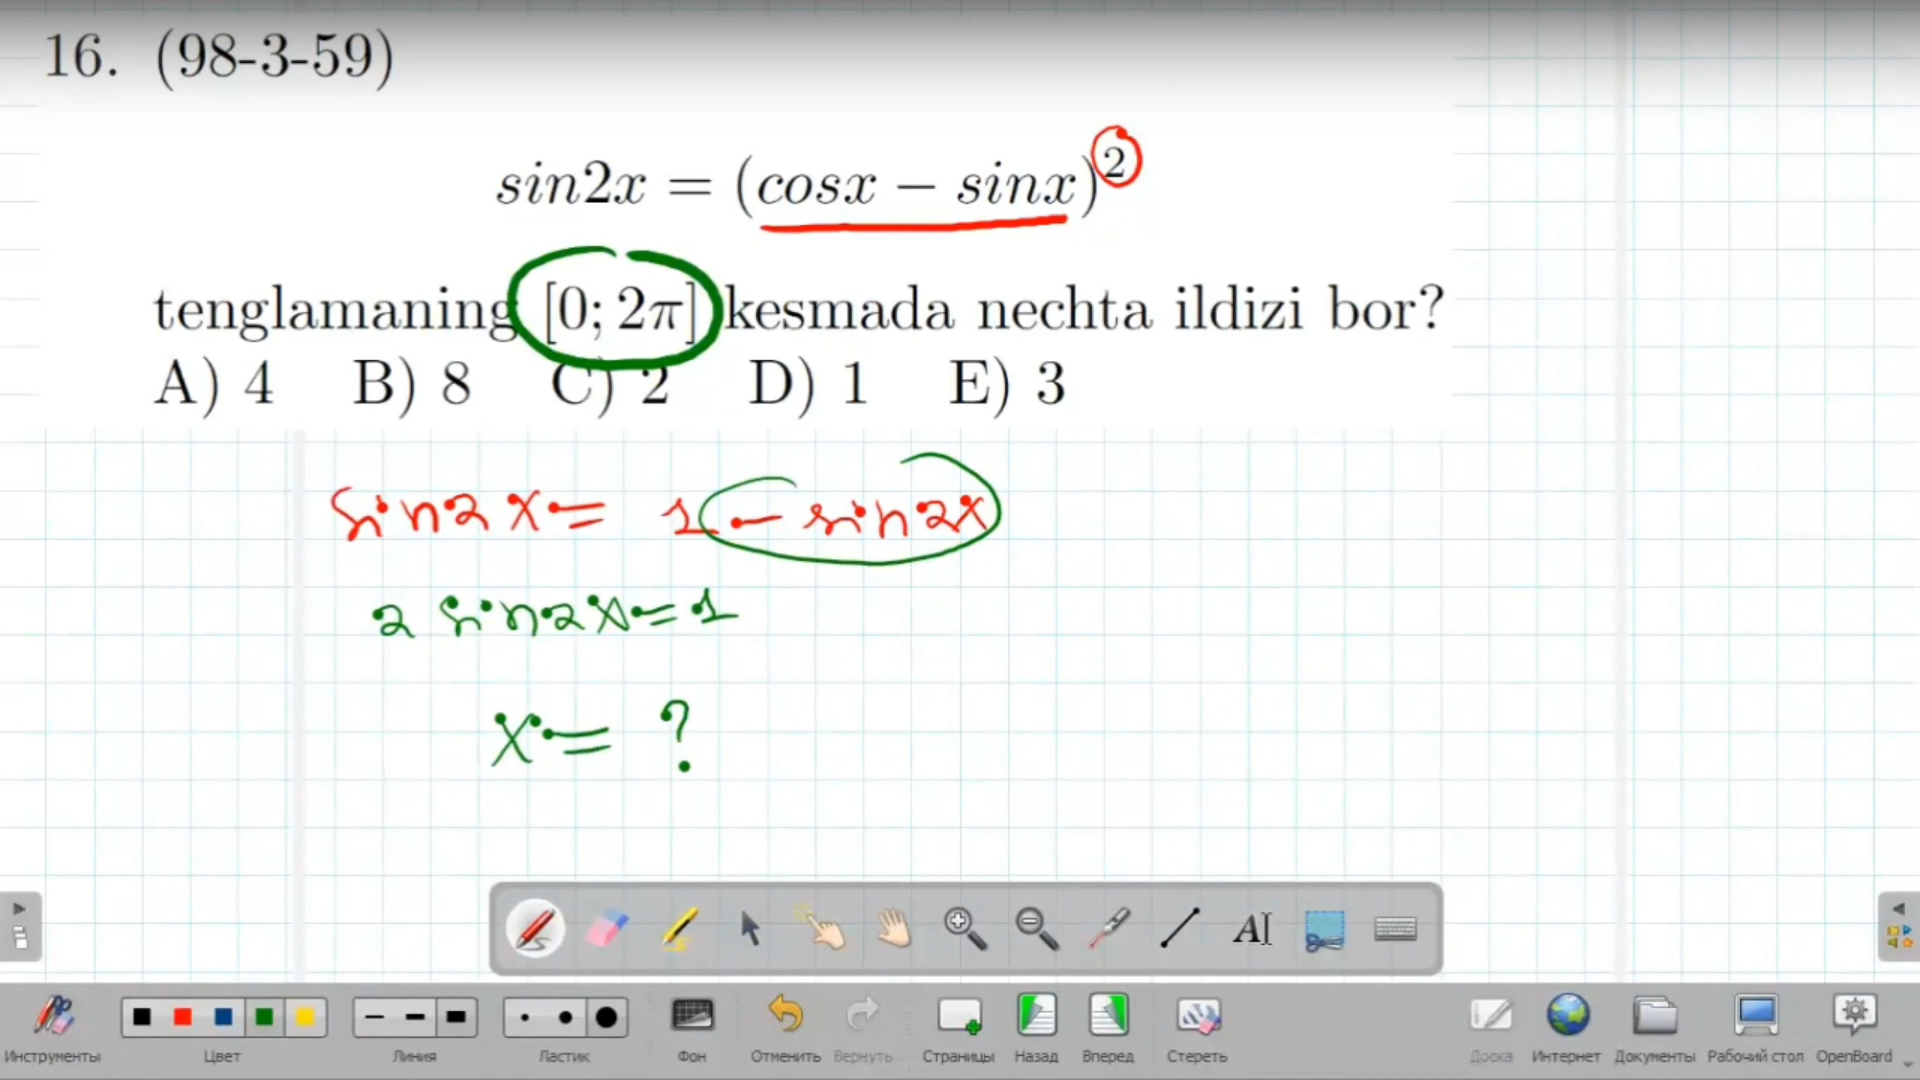 16. (98-3-59)
sin2x = (cosx − sinx)²
tenglamaning [0; 2π] kesmada nechta ildizi bor?
A) 4 B) 8 C) 2 D) 1 E) 3
sin2x = 1 − sin2x
2 sin2x = 1
x = ?
AI
Инструменты Цвет Линия Ластик Фон Отменить Вернуть Страницы Назад Вперед Стереть Доска Интернет Документы Рабочий стол OpenBoard